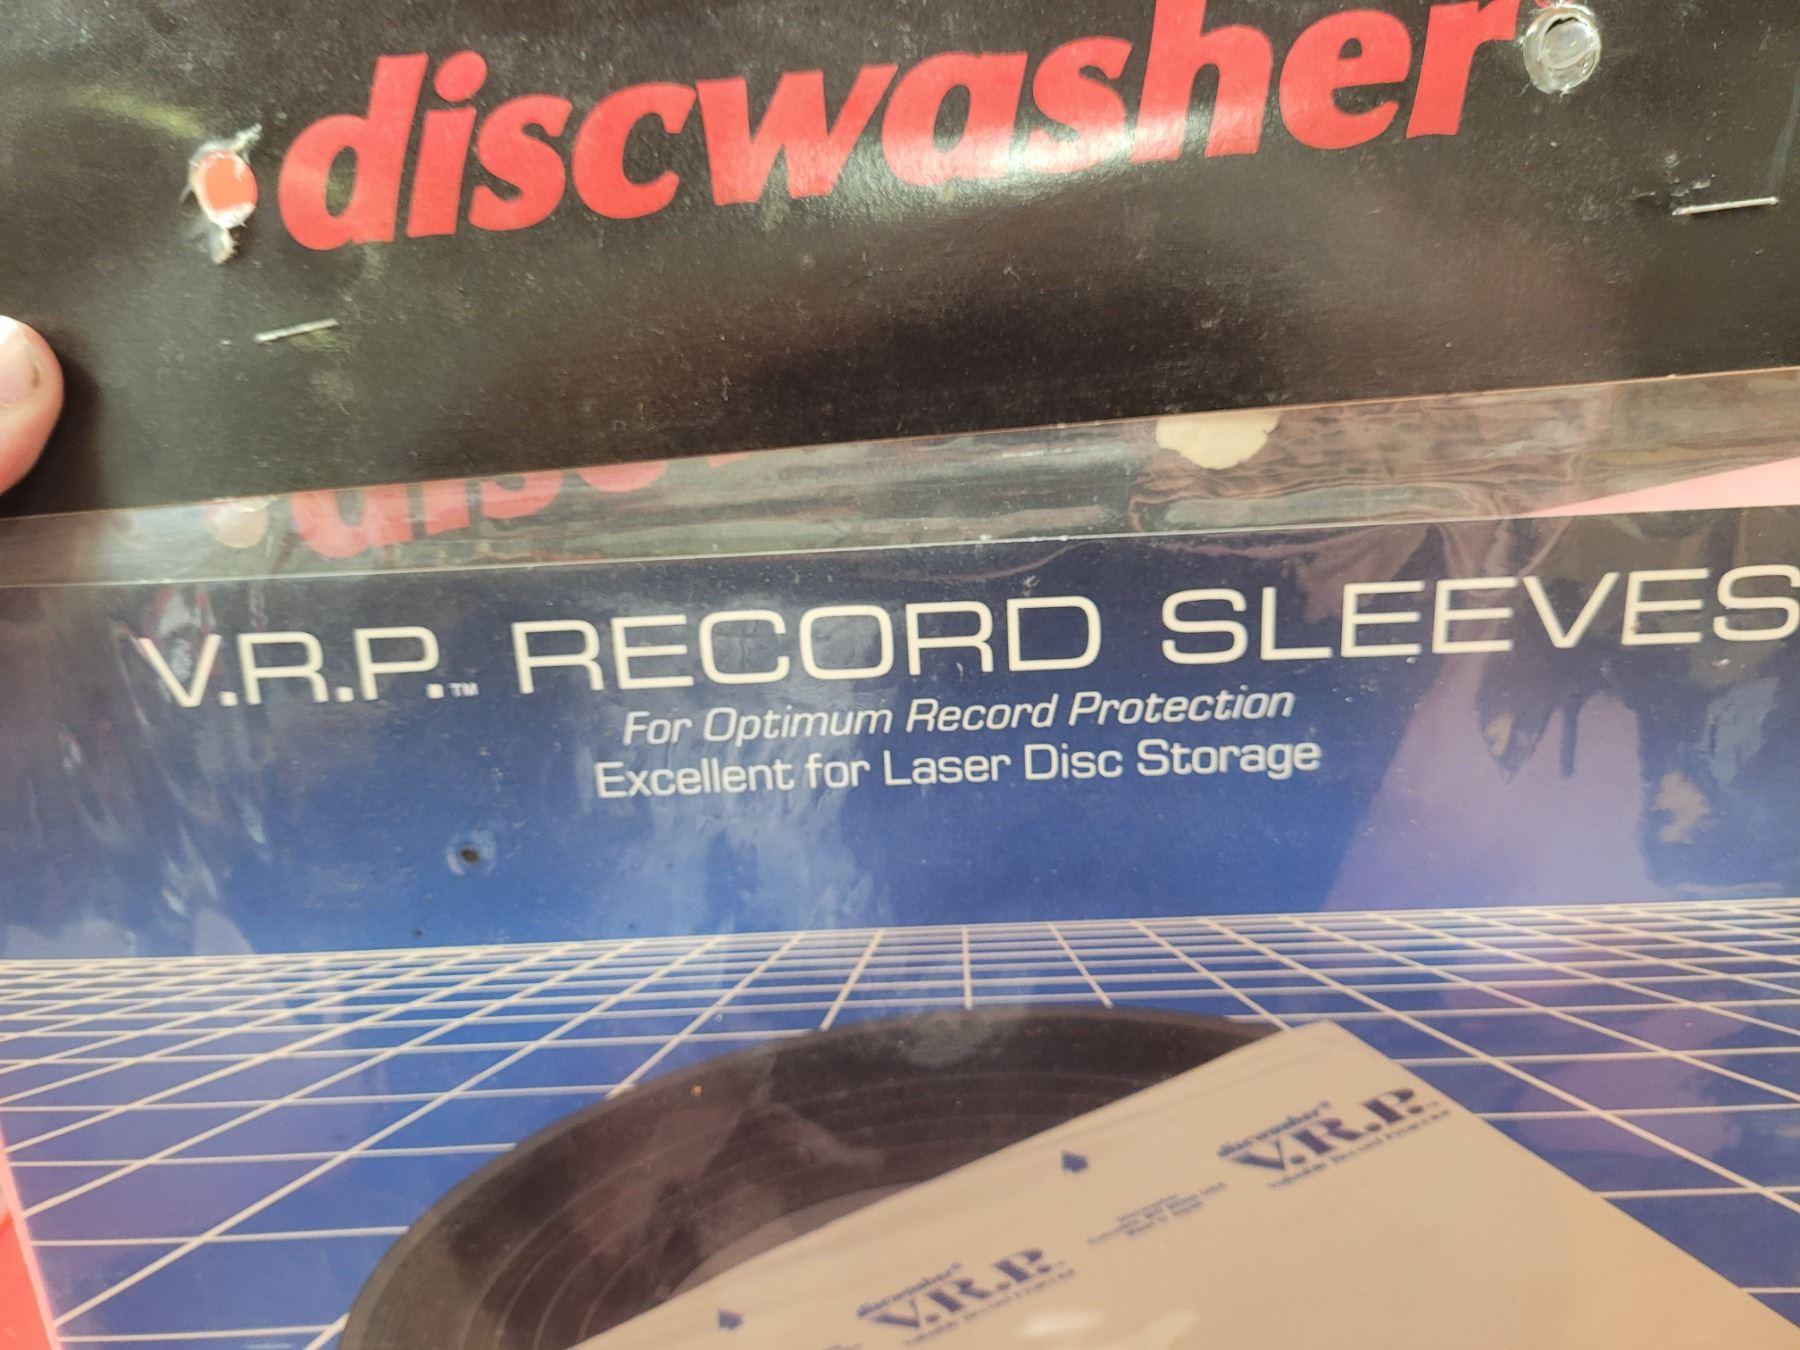 discwasher®
V.R.P.™ RECORD SLEEVES
For Optimum Record Protection
Excellent for Laser Disc Storage
discwasher®
V.R.P.
discwasher®
V.R.P.